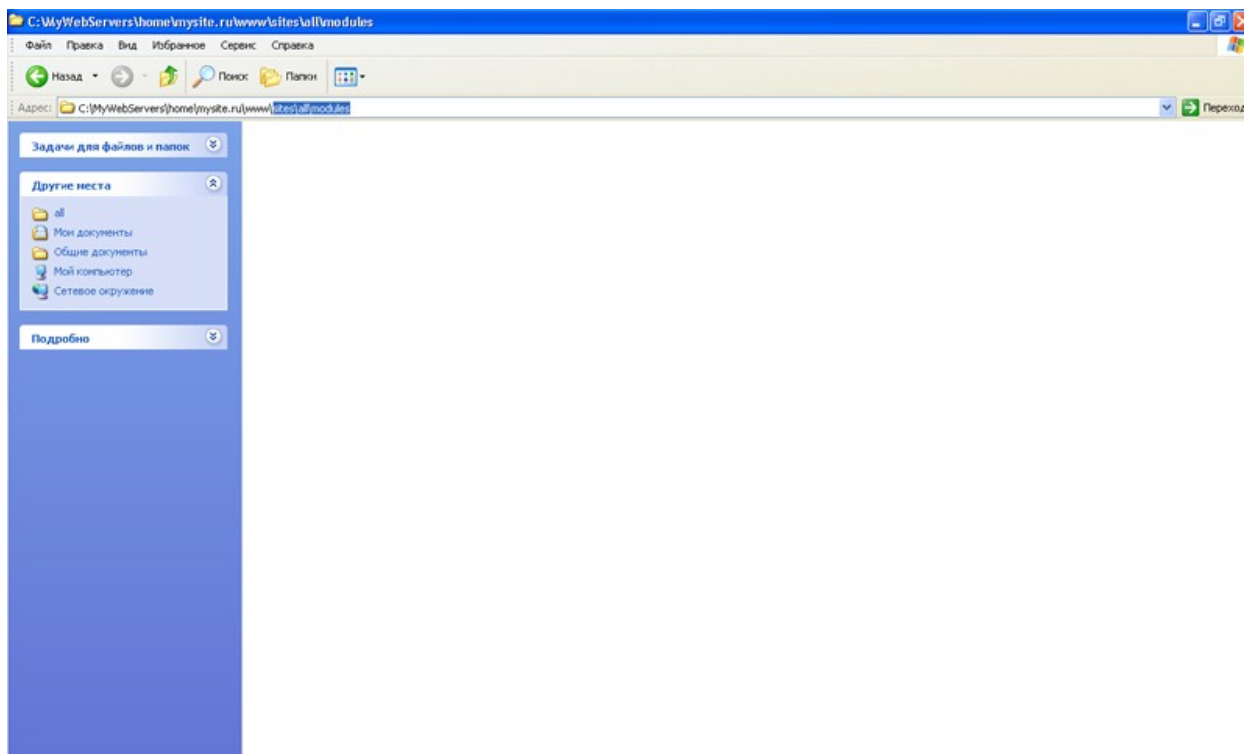 C:\MyWebServers\home\mysite.ru\www\sites\all\modules
Файл Правка Вид Избранное Сервис Справка
Назад Поиск Папки
Адрес: C:\MyWebServers\home\mysite.ru\www\sites\all\modules Переход
Задачи для файлов и папок
Другие места
all
Мои документы
Общие документы
Мой компьютер
Сетевое окружение
Подробно